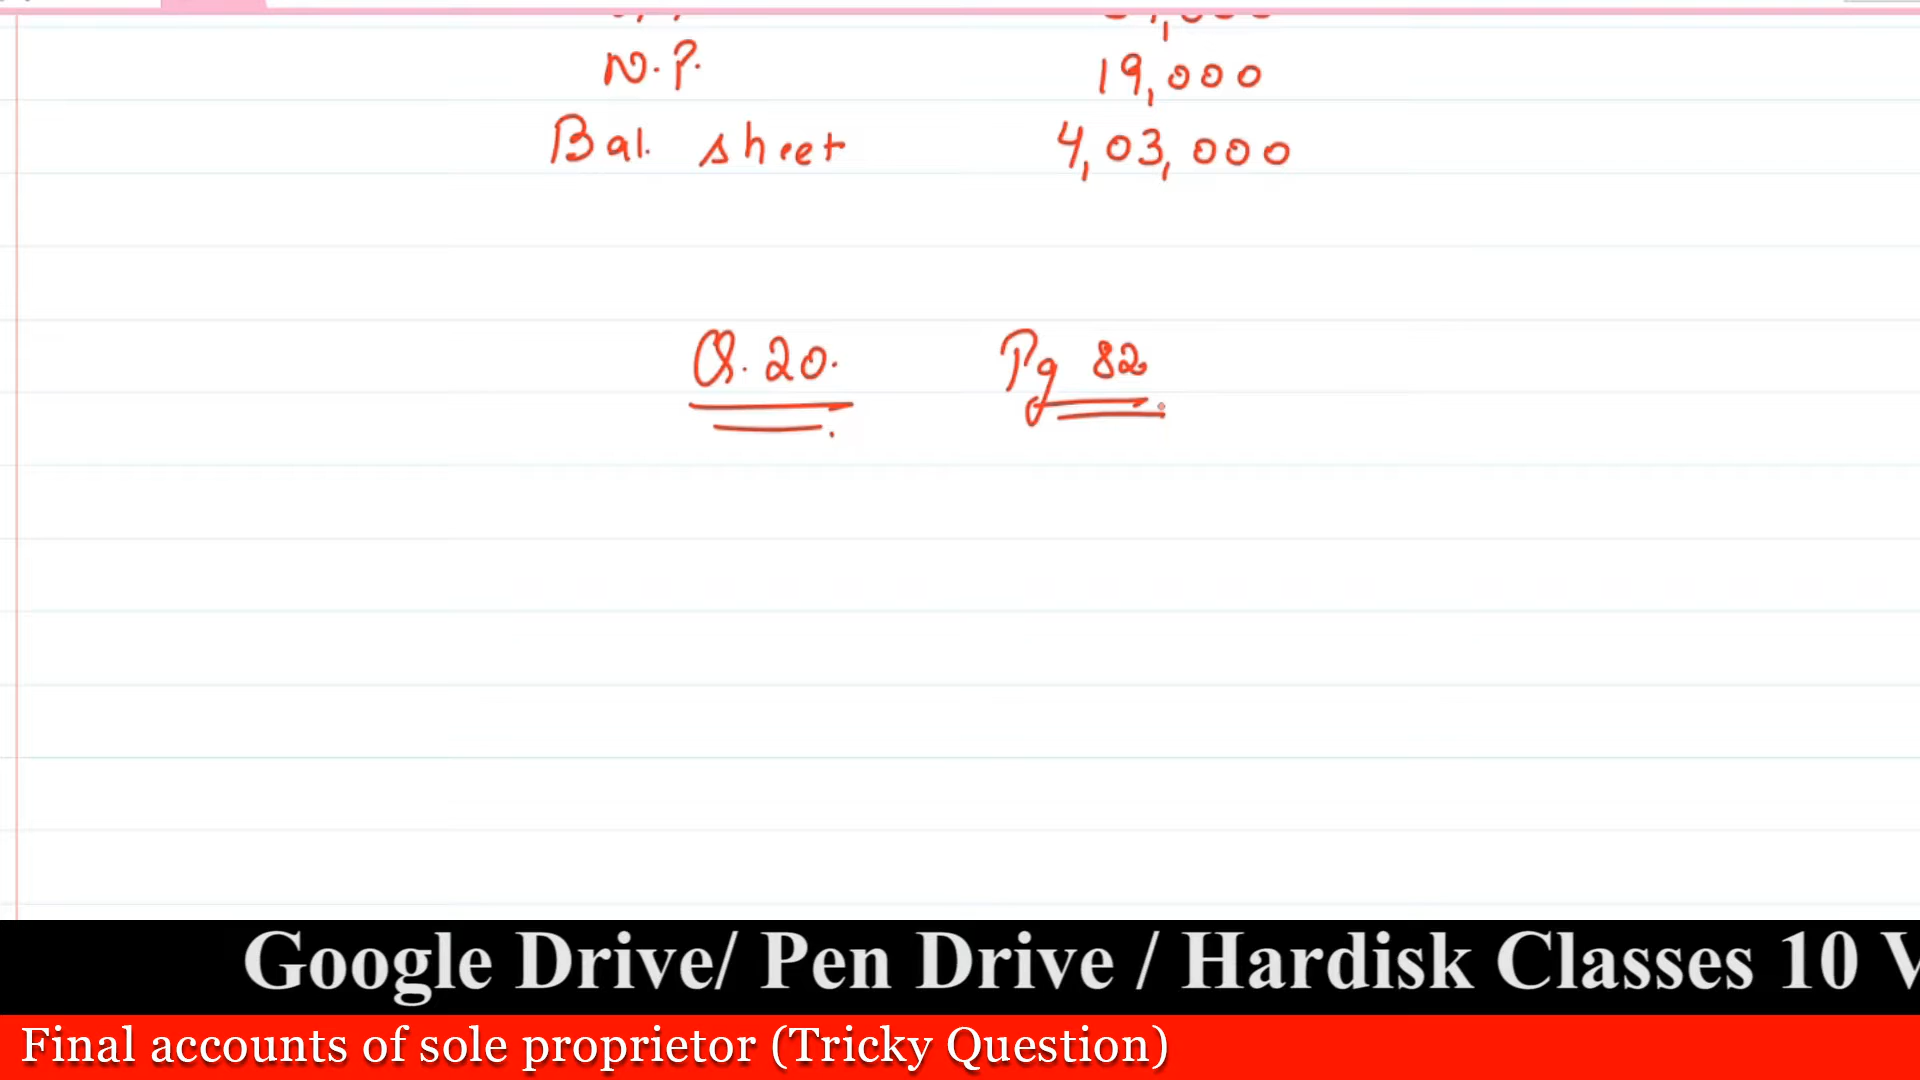 N.P. 19,000
Bal. sheet 4,03,000
Q.20. Pg 82
Google Drive/ Pen Drive / Hardisk Classes 10 V
Final accounts of sole proprietor (Tricky Question)